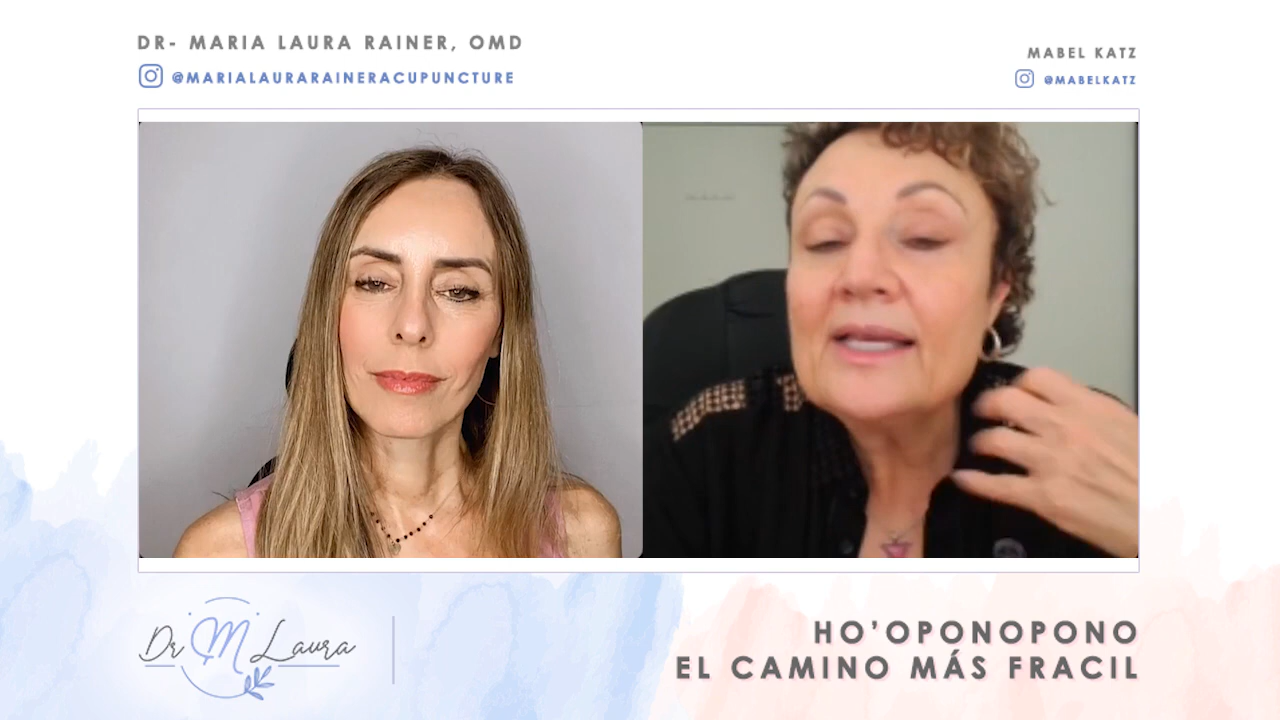 DR- MARIA LAURA RAINER, OMD
@MARIALAURARAINERACUPUNCTURE
MABEL KATZ
@MABELKATZ
Dr M Laura
HO'OPONOPONO
EL CAMINO MÁS FRACIL